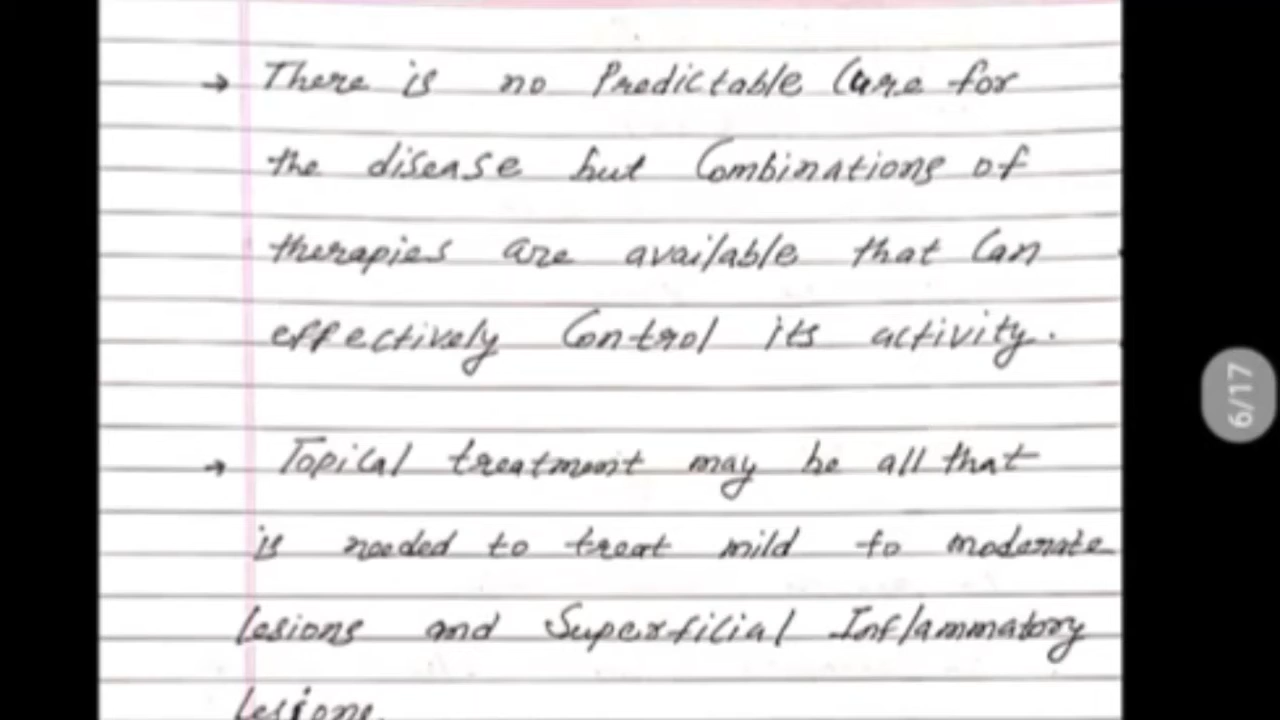 → There is no Predictable Cure for
the disease but Combinations of
therapies are available that Can
effectively Control its activity.
→ Topical treatment may be all that
is needed to treat mild to moderate
lesions and Superficial Inflammatory
lesions.
6/17